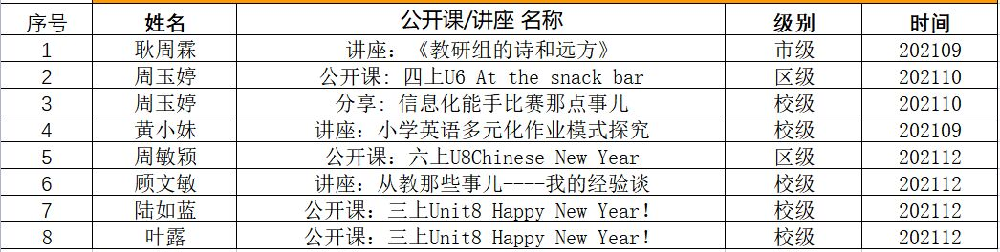 序号 姓名 公开课/讲座 名称 级别 时间
1 耿周霖 讲座：《教研组的诗和远方》 市级 202109
2 周玉婷 公开课: 四上U6 At the snack bar 区级 202110
3 周玉婷 分享: 信息化能手比赛那点事儿 校级 202110
4 黄小妹 讲座：小学英语多元化作业模式探究 校级 202109
5 周敏颖 公开课：六上U8Chinese New Year 区级 202112
6 顾文敏 讲座：从教那些事儿----我的经验谈 校级 202112
7 陆如蓝 公开课：三上Unit8 Happy New Year！ 校级 202112
8 叶露 公开课：三上Unit8 Happy New Year！ 校级 202112